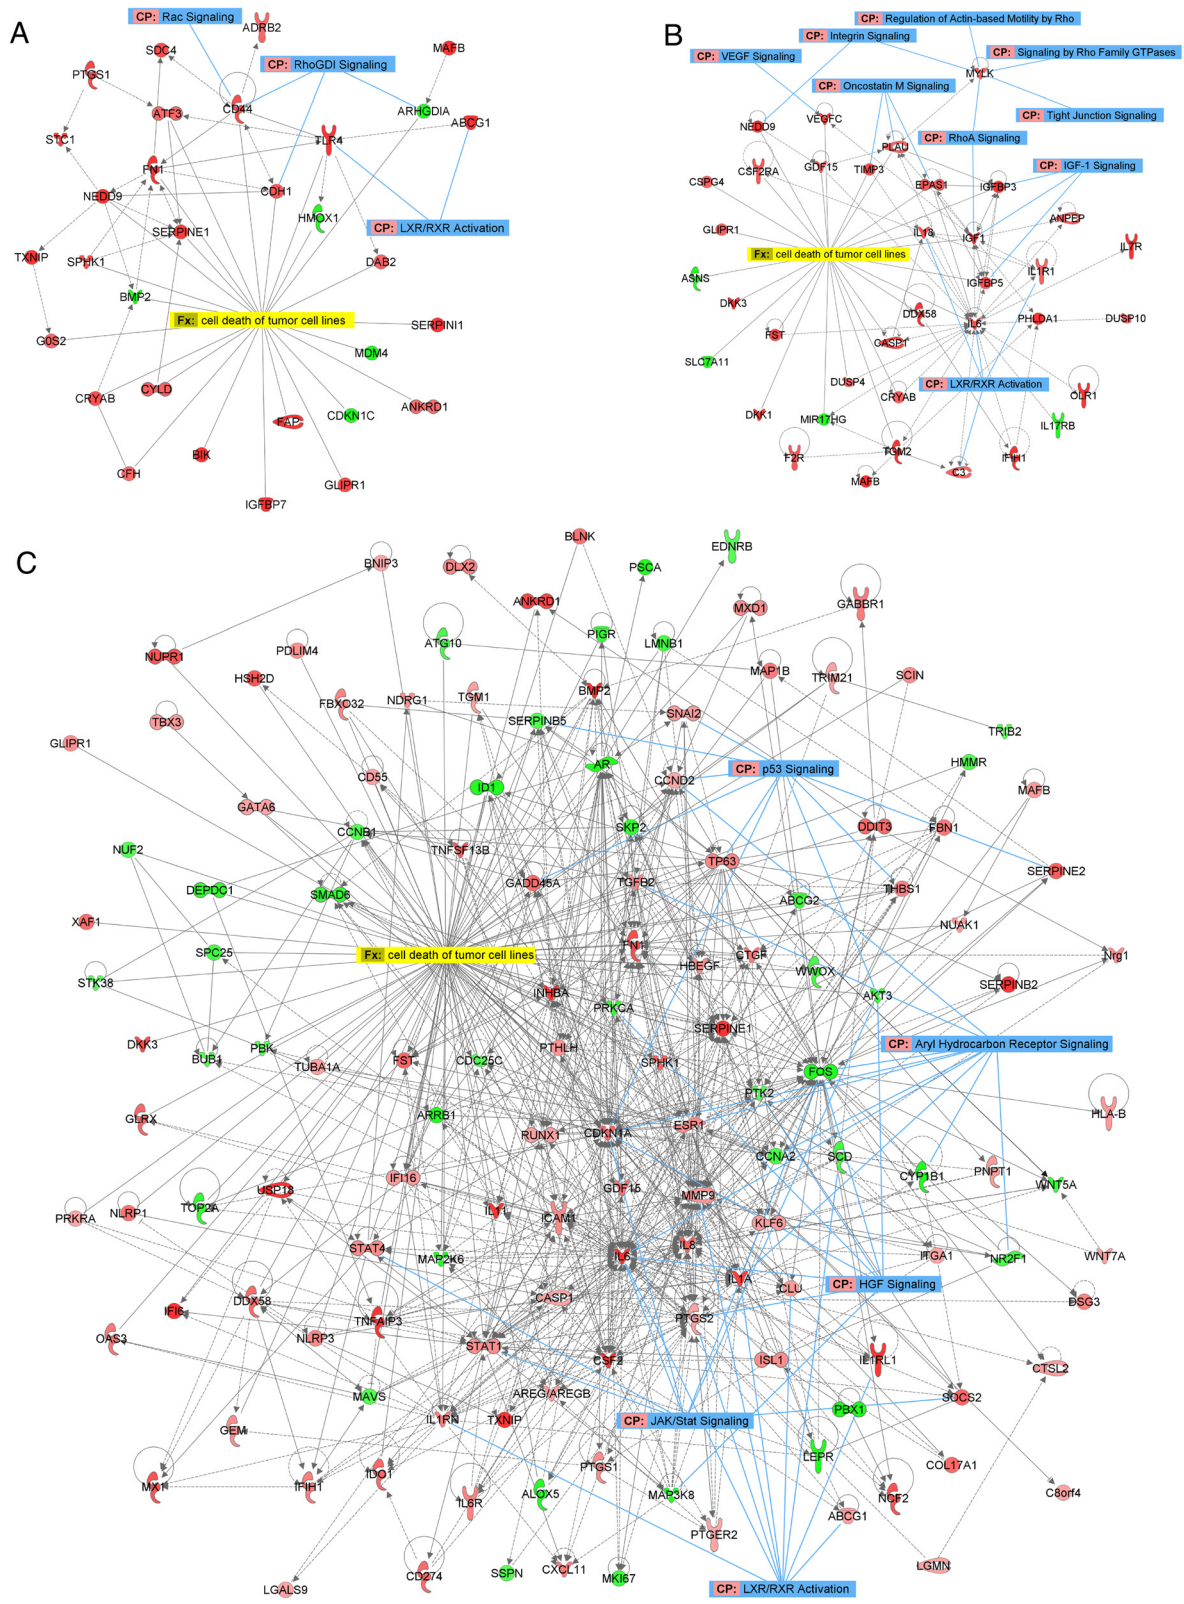 A
CP: Rac Signaling
ADRB2
SDC4
MAFB
CP: RhoGDI Signaling
PTGS1
ATF3
CD44
ARHGDIA
ABCG1
STC1
TLR4
FN1
NEDD9
CDH1
HMOX1
SERPINE1
CP: LXR/RXR Activation
TXNIP
SPHK1
DAB2
BMP2
Fx: cell death of tumor cell lines
SERPINI1
G0S2
MDM4
CYLD
CRYAB
ANKRD1
CDKN1C
FAP
BIK
CFH
GLIPR1
IGFBP7
B
CP: Regulation of Actin-based Motility by Rho
CP: Integrin Signaling
CP: VEGF Signaling
CP: Signaling by Rho Family GTPases
MYLK
CP: Oncostatin M Signaling
CP: Tight Junction Signaling
NEDD9
VEGFC
CP: RhoA Signaling
PLAU
CP: IGF-1 Signaling
CSF2RA
GDF15
TIMP3
CSPG4
EPAS1
IGFBP3
ANPEP
GLIPR1
IL18
IGF1
IL7R
Fx: cell death of tumor cell lines
IL1R1
ASNS
IGFBP5
DKK3
DDX58
IL6
PHLDA1
DUSP10
FST
CASP1
SLC7A11
DUSP4
CP: LXR/RXR Activation
CRYAB
OLR1
DKK1
MIR17HG
IL17RB
F2R
TGM2
IFIH1
C3
MAFB
C
BLNK
EDNRB
BNIP3
DLX2
PSCA
ANKRD1
MXD1
GABBR1
PIGR
ATG10
LMNB1
NUPR1
PDLIM4
HSH2D
MAP1B
TRIM21
SCIN
BMP2
FBXO32
NDRG1
TGM1
SNAI2
TBX3
SERPINB5
TRIB2
GLIPR1
AR
CP: p53 Signaling
HMMR
CD55
CCND2
ID1
MAFB
GATA6
CCNB1
SKP2
DDIT3
FBN1
NUF2
TNFSF13B
TP63
SERPINE2
DEPDC1
SMAD6
GADD45A
TGFB2
THBS1
ABCG2
XAF1
NUAK1
SPC25
Fx: cell death of tumor cell lines
FN1
HBEGF
CTGF
Nrg1
STK38
WWOX
SERPINB2
INHBA
AKT3
PRKCA
DKK3
SERPINE1
CP: Aryl Hydrocarbon Receptor Signaling
BUB1
PBK
TUBA1A
FST
CDC25C
PTHLH
SPHK1
FOS
PTK2
GLRX
ARRB1
HLA-B
RUNX1
CDKN1A
ESR1
CCNA2
SCD
IFI16
CYP1B1
PNPT1
WNT5A
USP18
GDF15
MMP9
TOP2A
NLRP1
PRKRA
IL11
ICAM1
KLF6
STAT4
MAP2K6
IL6
IL8
ITGA1
NR2F1
WNT7A
IL1A
CLU
CP: HGF Signaling
DDX58
CASP1
DSG3
IFI6
TNFAIP3
PTGS2
OAS3
NLRP3
STAT1
CSF2
ISL1
IL1RL1
CTSL2
MAVS
AREG/AREGB
SOCS2
IL1RN
TXNIP
CP: JAK/Stat Signaling
PBX1
GEM
LEPR
COL17A1
MX1
IFIH1
IDO1
PTGS1
IL6R
ALOX5
MAP3K8
NCF2
C8orf4
ABCG1
PTGER2
LGMN
CD274
SSPN
CXCL11
MKI67
LGALS9
CP: LXR/RXR Activation